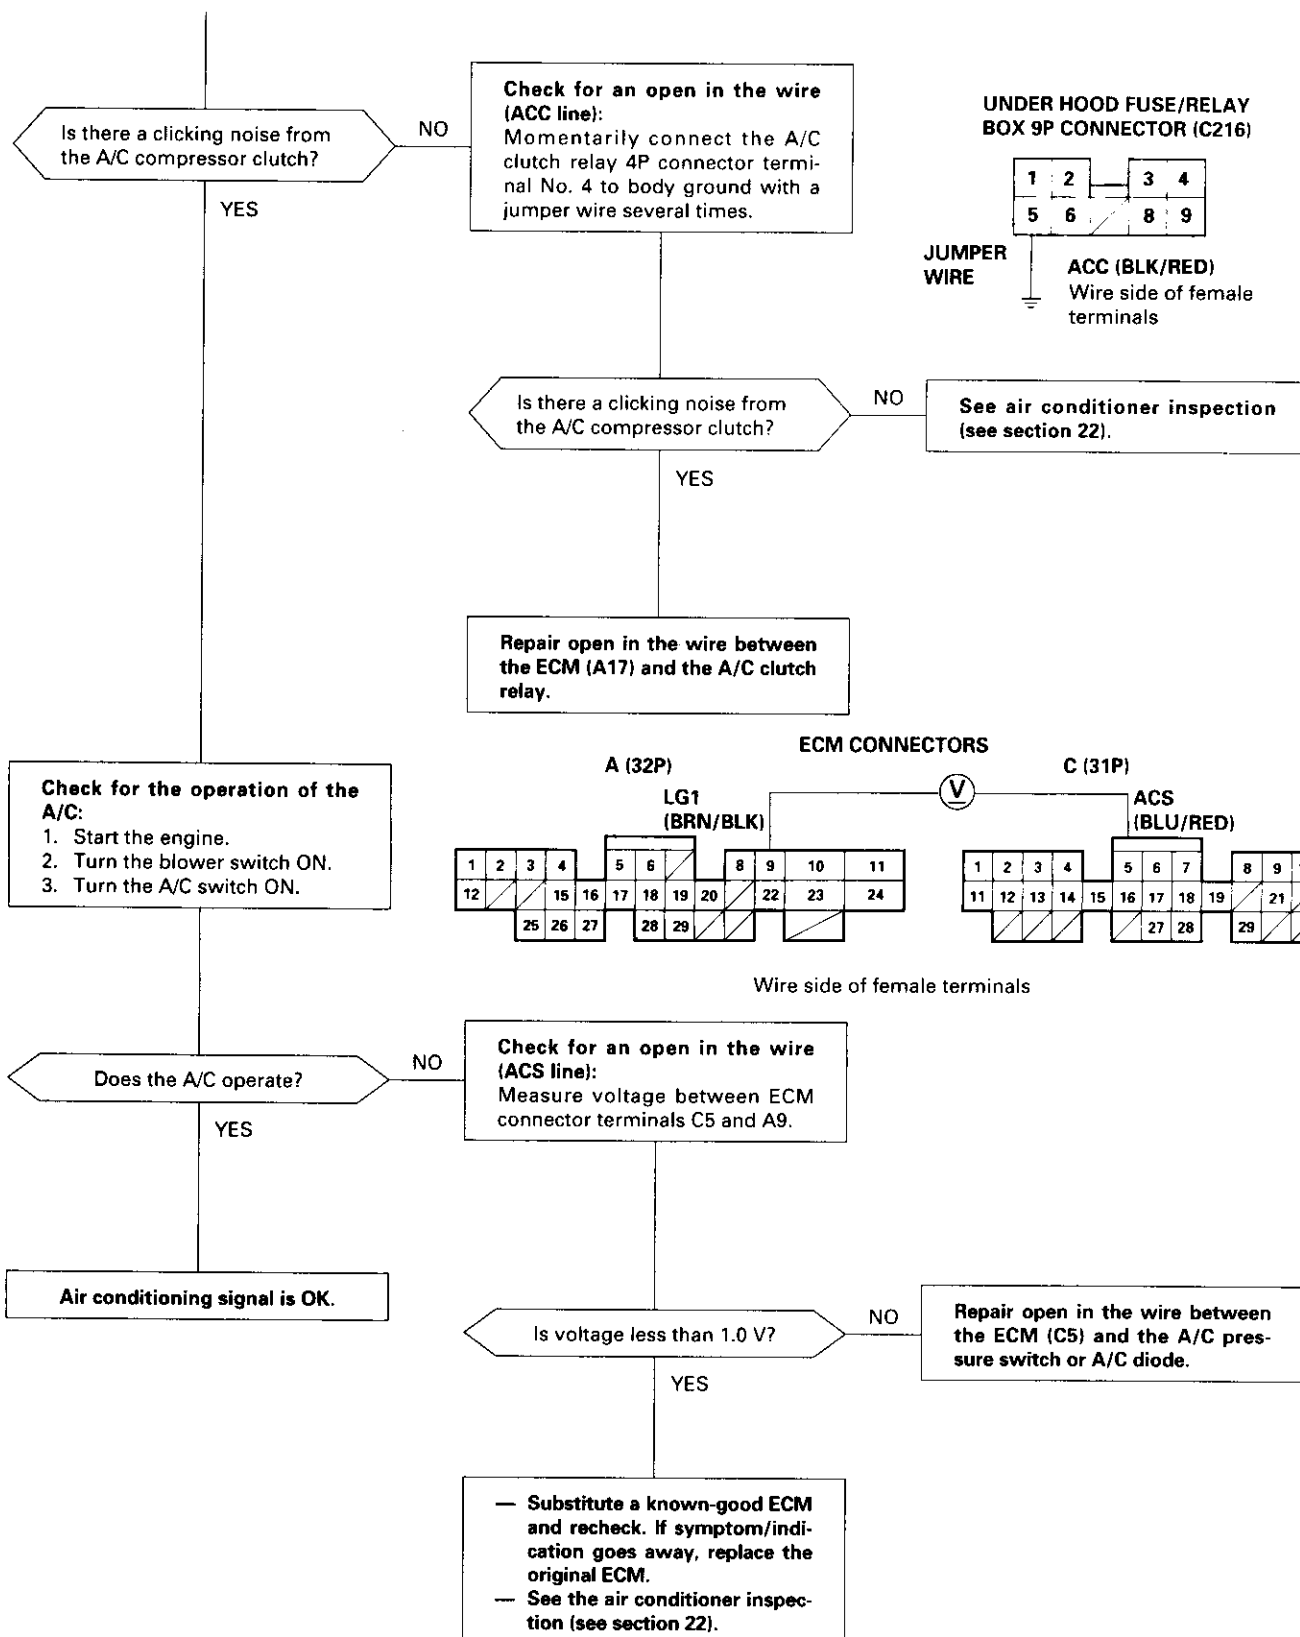 Is there a clicking noise from
the A/C compressor clutch?
NO
YES
Check for an open in the wire
(ACC line):
Momentarily connect the A/C
clutch relay 4P connector termi-
nal No. 4 to body ground with a
jumper wire several times.
UNDER HOOD FUSE/RELAY
BOX 9P CONNECTOR (C216)
1 2 3 4
5 6 8 9
JUMPER
WIRE
ACC (BLK/RED)
Wire side of female
terminals
Is there a clicking noise from
the A/C compressor clutch?
NO
YES
See air conditioner inspection
(see section 22).
Repair open in the wire between
the ECM (A17) and the A/C clutch
relay.
Check for the operation of the
A/C:
1. Start the engine.
2. Turn the blower switch ON.
3. Turn the A/C switch ON.
ECM CONNECTORS
A (32P)
LG1
(BRN/BLK)
V
C (31P)
ACS
(BLU/RED)
1 2 3 4 5 6 8 9 10 11
12 15 16 17 18 19 20 22 23 24
25 26 27 28 29
1 2 3 4 5 6 7 8 9
11 12 13 14 15 16 17 18 19 21
27 28 29
Wire side of female terminals
Does the A/C operate?
NO
YES
Check for an open in the wire
(ACS line):
Measure voltage between ECM
connector terminals C5 and A9.
Air conditioning signal is OK.
Is voltage less than 1.0 V?
NO
YES
Repair open in the wire between
the ECM (C5) and the A/C pres-
sure switch or A/C diode.
— Substitute a known-good ECM
and recheck. If symptom/indi-
cation goes away, replace the
original ECM.
— See the air conditioner inspec-
tion (see section 22).